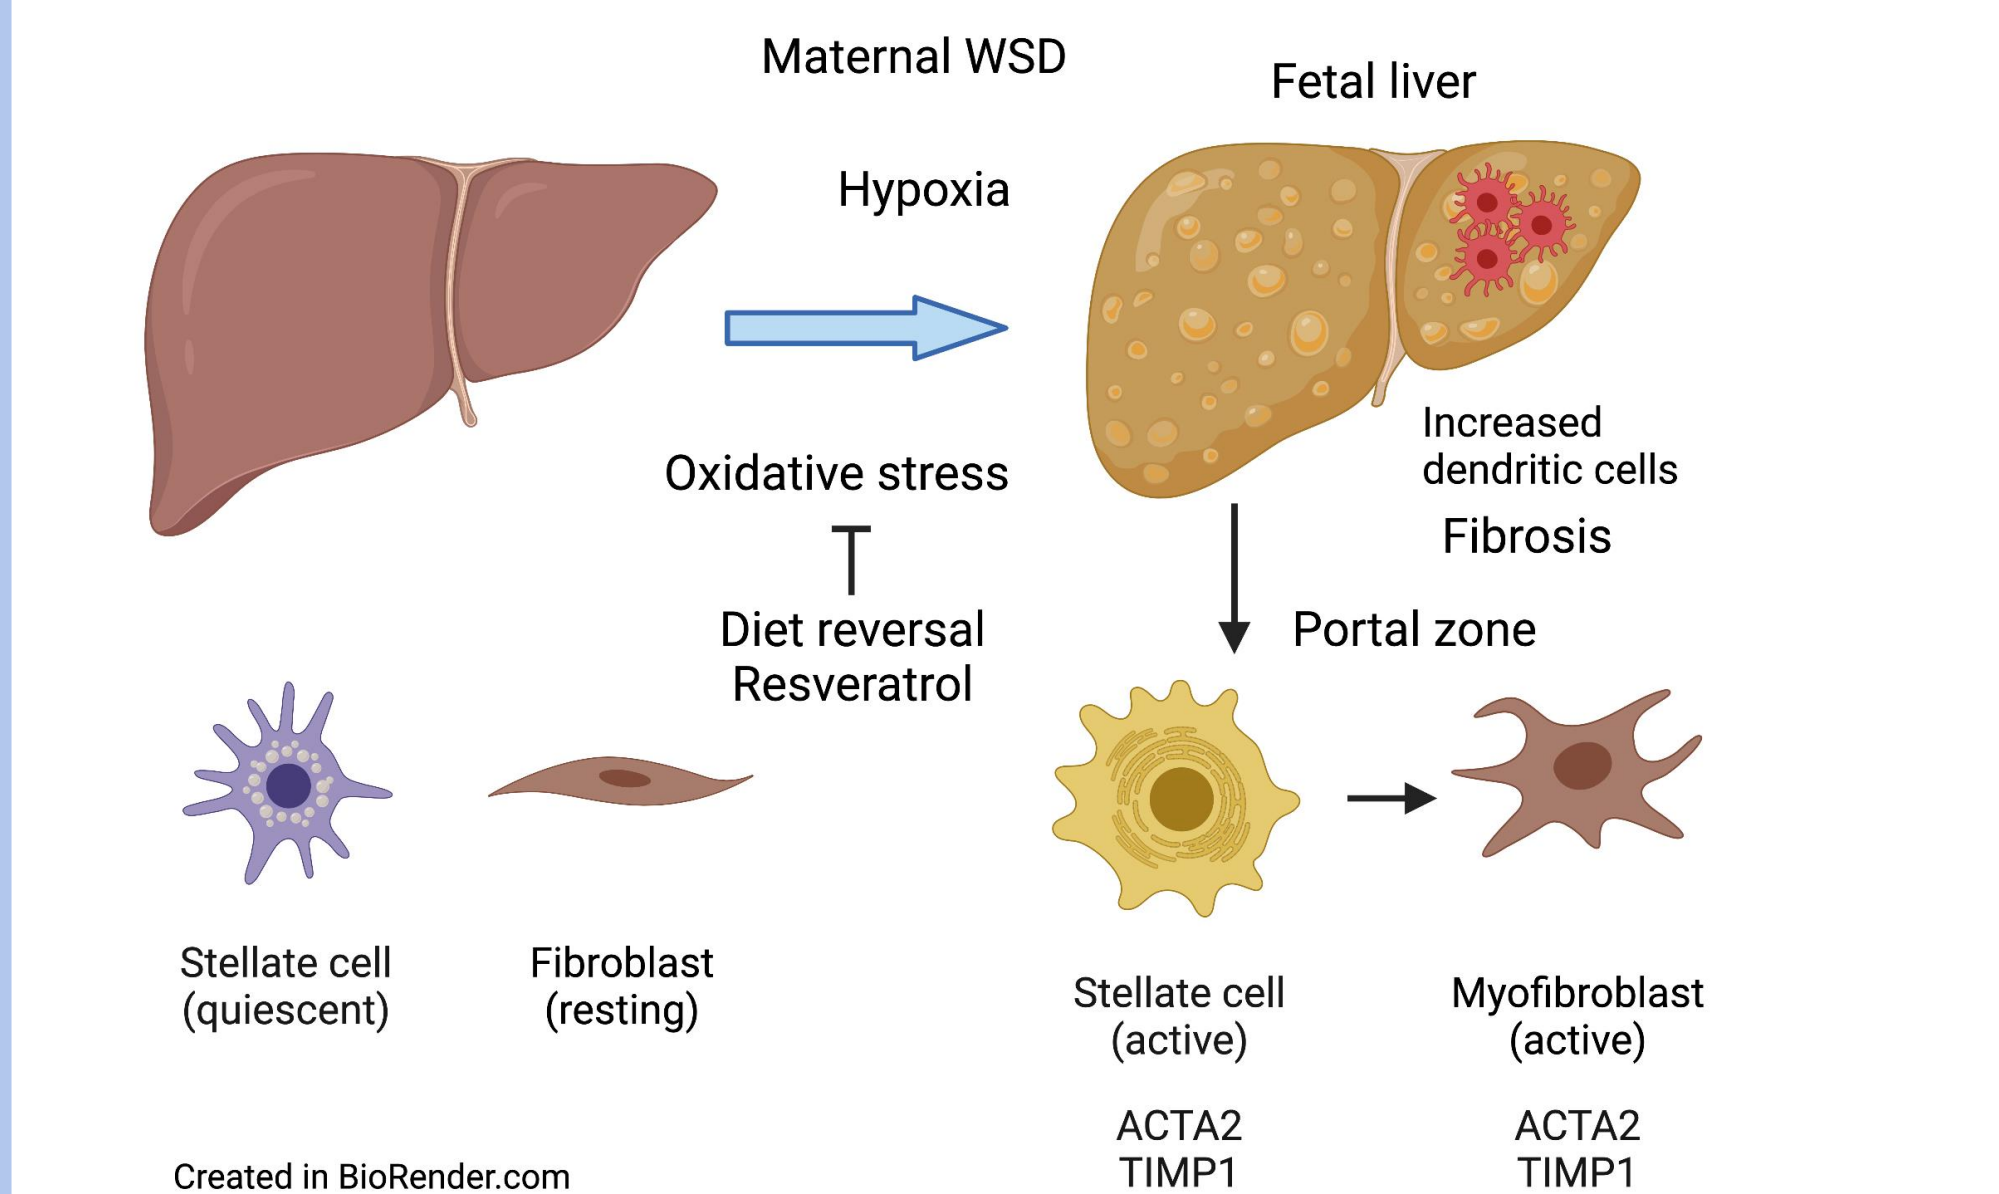 Maternal WSD
Fetal liver
Hypoxia
Increased
dendritic cells
Oxidative stress
Fibrosis
Diet reversal
Resveratrol
Portal zone
Stellate cell
(quiescent)
Fibroblast
(resting)
Stellate cell
(active)
Myofibroblast
(active)
ACTA2
TIMP1
ACTA2
TIMP1
Created in BioRender.com